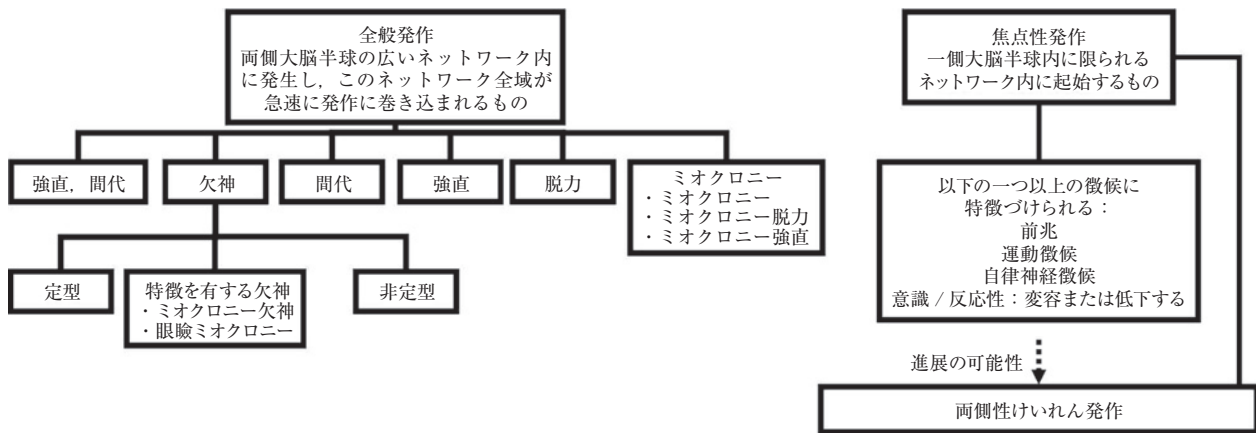 全般発作
両側大脳半球の広いネットワーク内
に発生し，このネットワーク全域が
急速に発作に巻き込まれるもの
強直，間代
欠神
間代
強直
脱力
ミオクロニー
・ミオクロニー
・ミオクロニー脱力
・ミオクロニー強直
定型
特徴を有する欠神
・ミオクロニー欠神
・眼瞼ミオクロニー
非定型
焦点性発作
一側大脳半球内に限られる
ネットワーク内に起始するもの
以下の一つ以上の徴候に
特徴づけられる：
前兆
運動徴候
自律神経徴候
意識 / 反応性：変容または低下する
進展の可能性
両側性けいれん発作